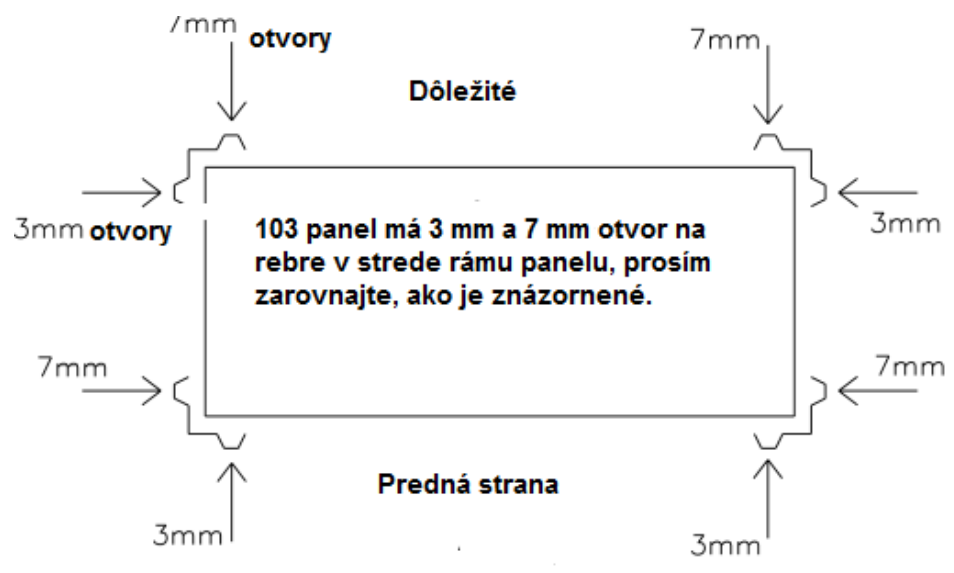 7mm otvory
7mm
Dôležité
3mm otvory
3mm
103 panel má 3 mm a 7 mm otvor na
rebre v strede rámu panelu, prosím
zarovnajte, ako je znázornené.
7mm
7mm
Predná strana
3mm
3mm